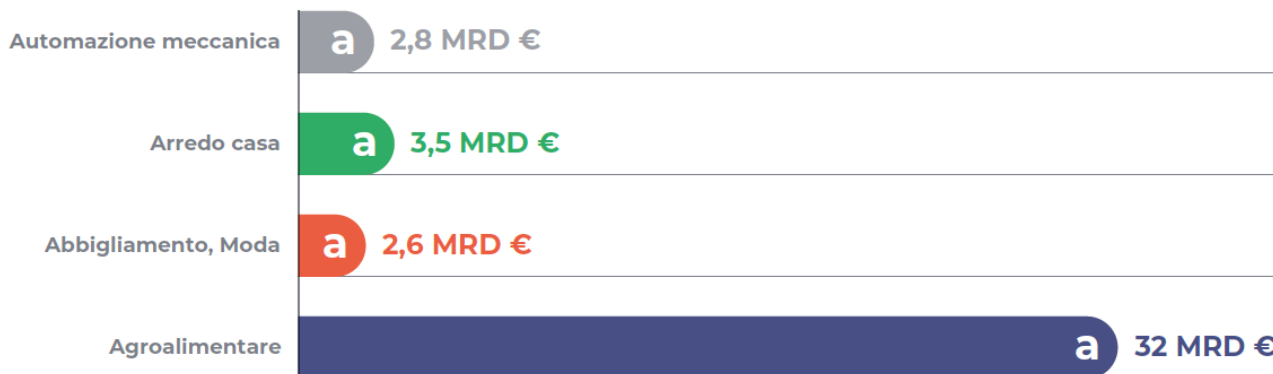 Automazione meccanica a 2,8 MRD €
Arredo casa a 3,5 MRD €
Abbigliamento, Moda a 2,6 MRD €
Agroalimentare a 32 MRD €